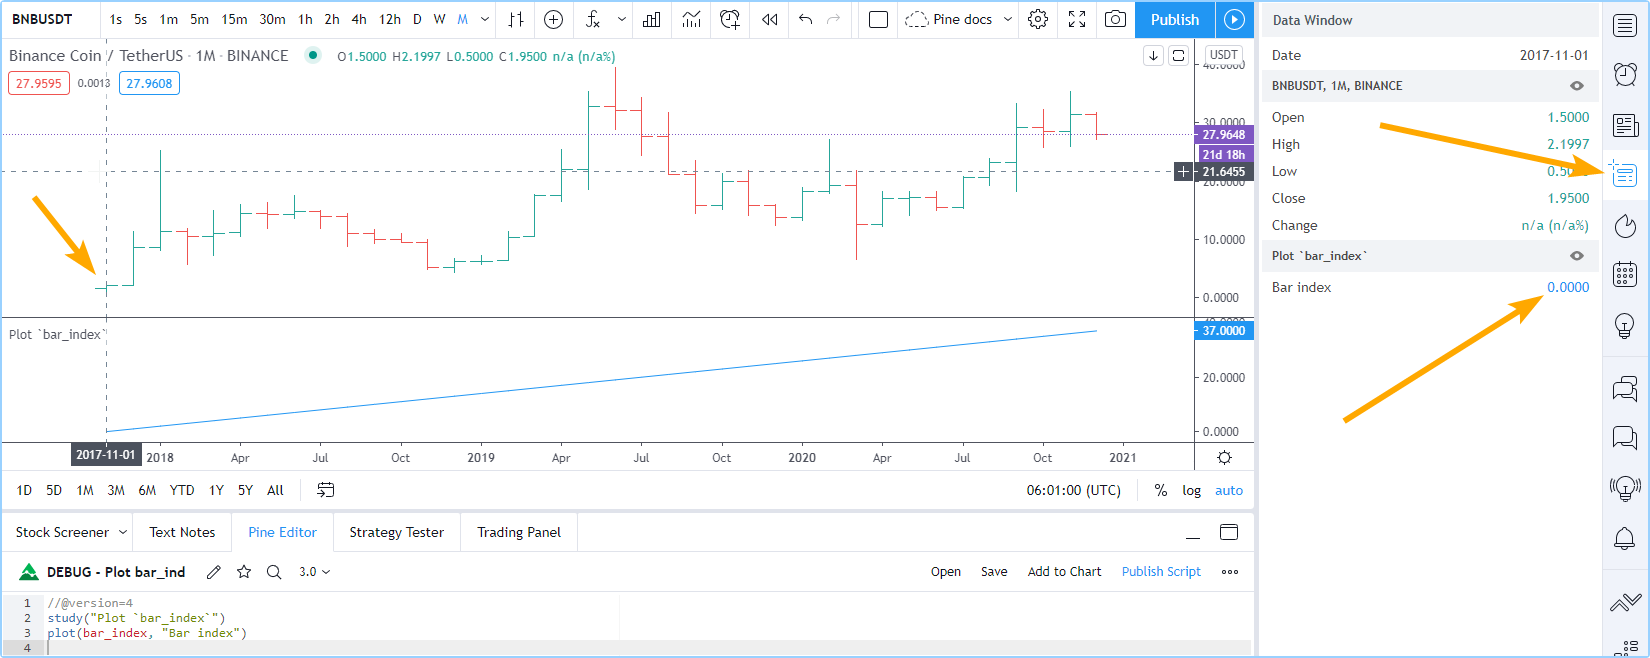 BNBUSDT 1s 5s 1m 5m 15m 30m 1h 2h 4h 12h D W M Pine docs Publish
Binance Coin / TetherUS · 1M · BINANCE O1.5000 H2.1997 L0.5000 C1.9500 n/a (n/a%)
27.9595 0.0013 27.9608
USDT
40.0000
30.0000
27.9648
21d 18h
21.6455
20.0000
10.0000
0.0000
Plot `bar_index`
37.0000
20.0000
0.0000
2017-11-01 2018 Apr Jul Oct 2019 Apr Jul Oct 2020 Apr Jul Oct 2021
1D 5D 1M 3M 6M YTD 1Y 5Y All 06:01:00 (UTC) % log auto
Stock Screener Text Notes Pine Editor Strategy Tester Trading Panel
DEBUG - Plot bar_ind 3.0 Open Save Add to Chart Publish Script
1 //@version=4
2 study("Plot `bar_index`")
3 plot(bar_index, "Bar index")
4
Data Window
Date 2017-11-01
BNBUSDT, 1M, BINANCE
Open 1.5000
High 2.1997
Low
Close 1.9500
Change n/a (n/a%)
Plot `bar_index`
Bar index 0.0000